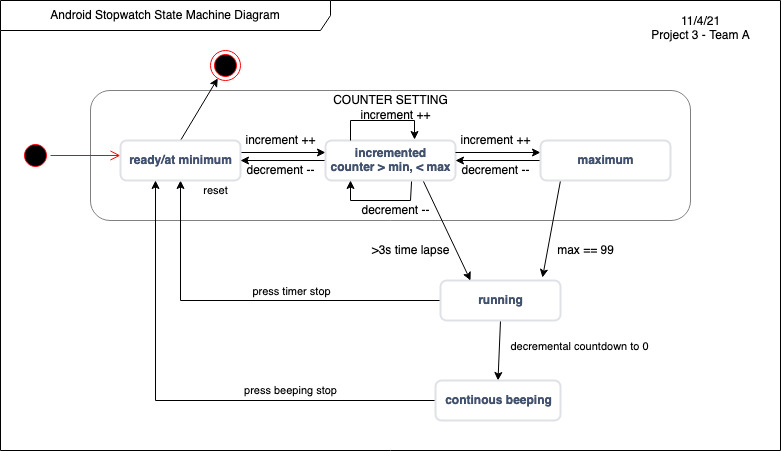 Android Stopwatch State Machine Diagram
11/4/21
Project 3 - Team A
COUNTER SETTING
increment ++
increment ++
increment ++
ready/at minimum
incremented
counter > min, < max
maximum
decrement --
decrement --
reset
decrement --
>3s time lapse
max == 99
press timer stop
running
decremental countdown to 0
press beeping stop
continous beeping